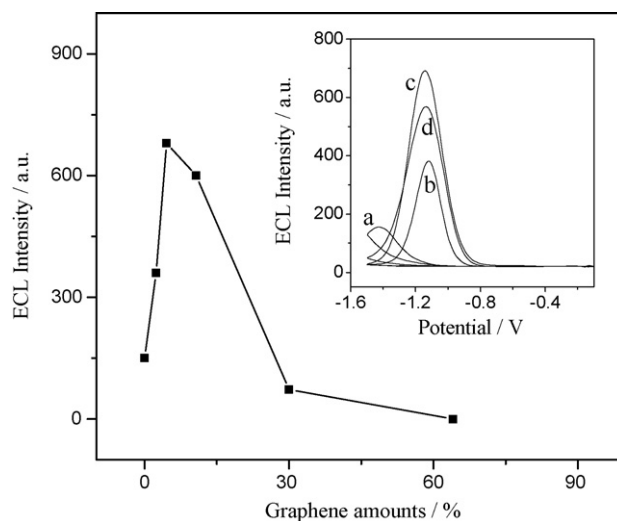 900
600
300
0
ECL Intensity / a.u.
0 30 60 90
Graphene amounts / %
800
600
400
200
0
ECL Intensity / a.u.
c
d
b
a
-1.6 -1.2 -0.8 -0.4
Potential / V